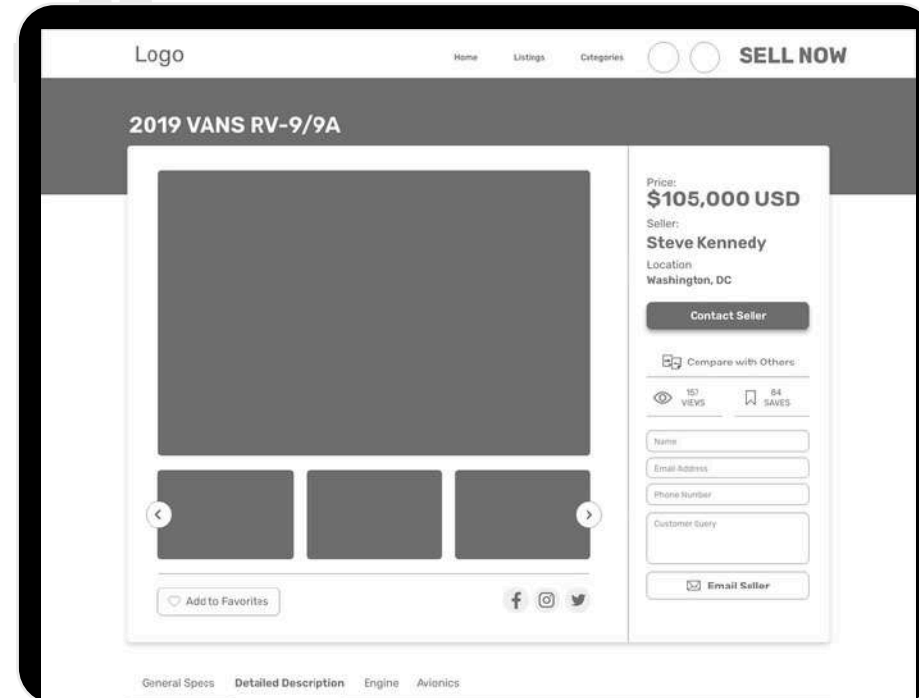 Logo
Home Listings Categories SELL NOW
2019 VANS RV-9/9A
Price:
$105,000 USD
Seller:
Steve Kennedy
Location
Washington, DC
Contact Seller
Compare with Others
VIEWS
84
SAVES
Name
Email Address
Phone Number
Customer Query
Email Seller
Add to Favorites
General Specs Detailed Description Engine Avionics